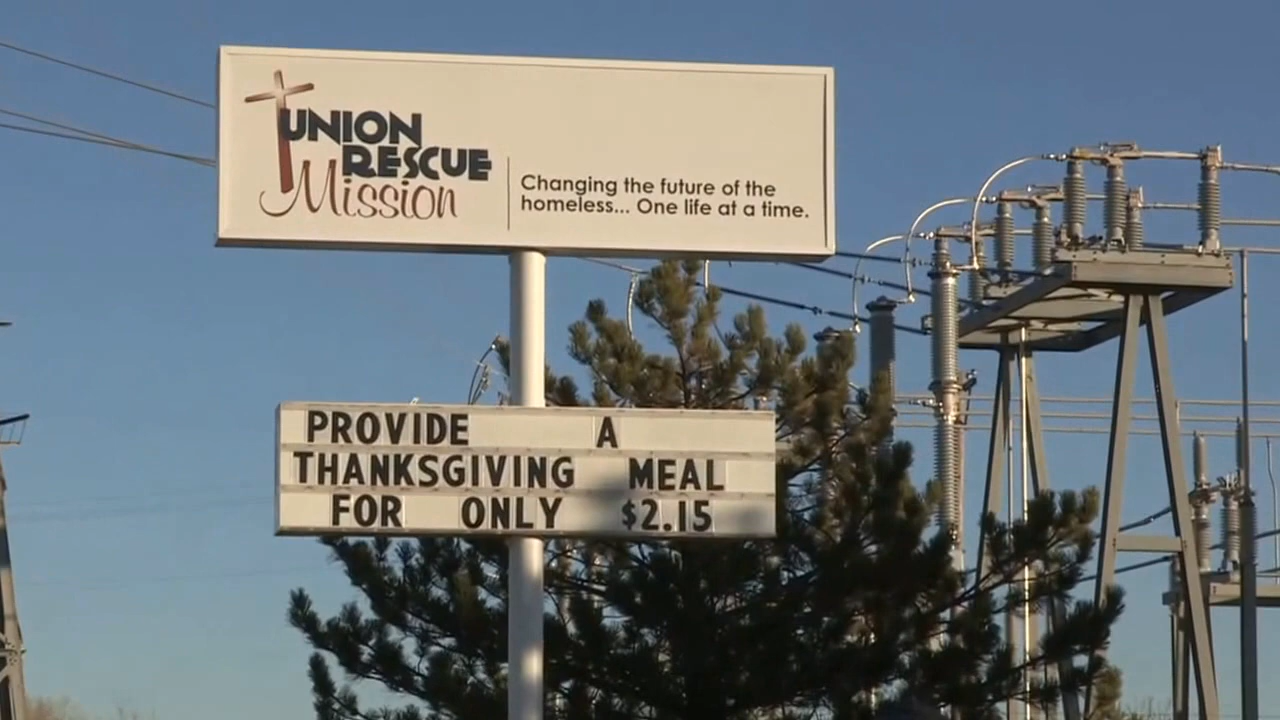 UNION
RESCUE
Mission
Changing the future of the
homeless... One life at a time.
PROVIDE A
THANKSGIVING MEAL
FOR ONLY $2.15